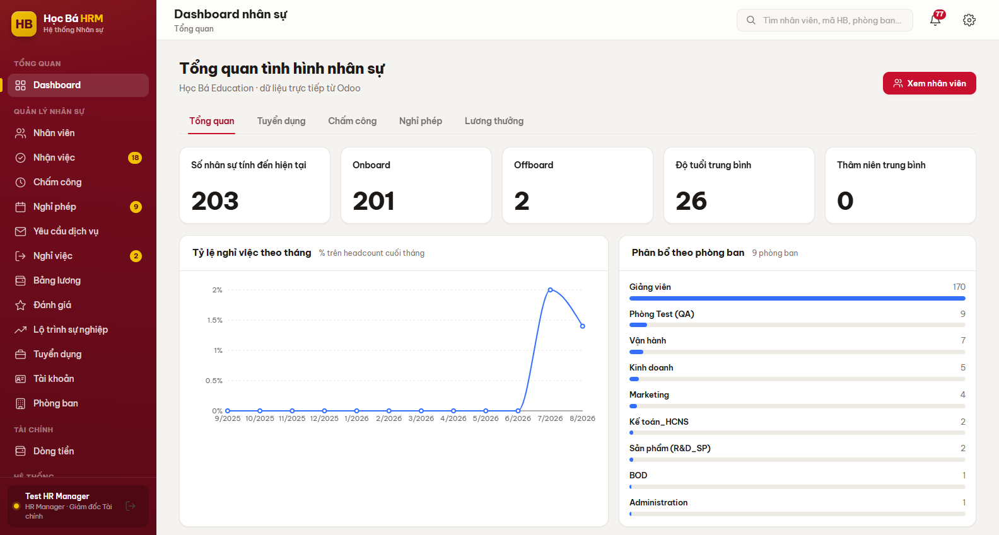 HB
Học Bá HRM
Hệ thống Nhân sự
TỔNG QUAN
Dashboard
QUẢN LÝ NHÂN SỰ
Nhân viên
Nhận việc 18
Chấm công
Nghỉ phép 9
Yêu cầu dịch vụ
Nghỉ việc 2
Bảng lương
Đánh giá
Lộ trình sự nghiệp
Tuyển dụng
Tài khoản
Phòng ban
TÀI CHÍNH
Dòng tiền
HỆ THỐNG
Test HR Manager
HR Manager · Giám đốc Tài
chính
Dashboard nhân sự
Tổng quan
Tìm nhân viên, mã HB, phòng ban...
77
Tổng quan tình hình nhân sự
Học Bá Education · dữ liệu trực tiếp từ Odoo
Xem nhân viên
Tổng quan Tuyển dụng Chấm công Nghỉ phép Lương thưởng
Số nhân sự tính đến hiện tại
203
Onboard
201
Offboard
2
Độ tuổi trung bình
26
Thâm niên trung bình
0
Tỷ lệ nghỉ việc theo tháng % trên headcount cuối tháng
2%
1.5%
1%
0.5%
0%
9/2025 10/2025 11/2025 12/2025 1/2026 2/2026 3/2026 4/2026 5/2026 6/2026 7/2026 8/2026
Phân bổ theo phòng ban 9 phòng ban
Giảng viên 170
Phòng Test (QA) 9
Vận hành 7
Kinh doanh 5
Marketing 4
Kế toán_HCNS 2
Sản phẩm (R&D_SP) 2
BOD 1
Administration 1